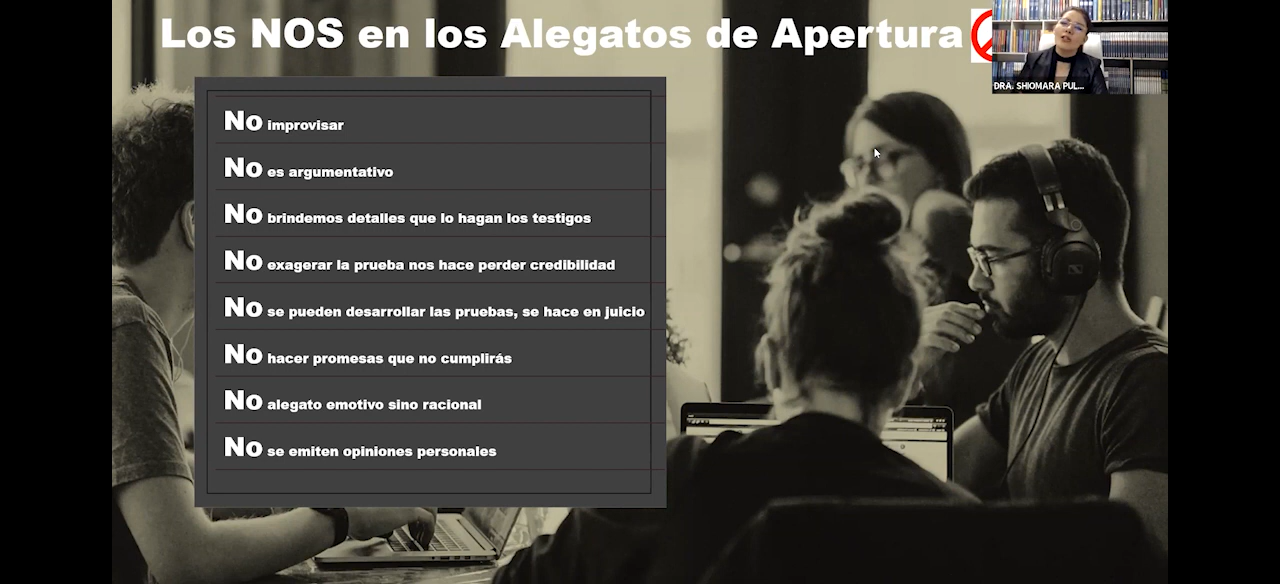 Los NOS en los Alegatos de Apertura
DRA. SHIOMARA PUL...
No improvisar
No es argumentativo
No brindemos detalles que lo hagan los testigos
No exagerar la prueba nos hace perder credibilidad
No se pueden desarrollar las pruebas, se hace en juicio
No hacer promesas que no cumplirás
No alegato emotivo sino racional
No se emiten opiniones personales